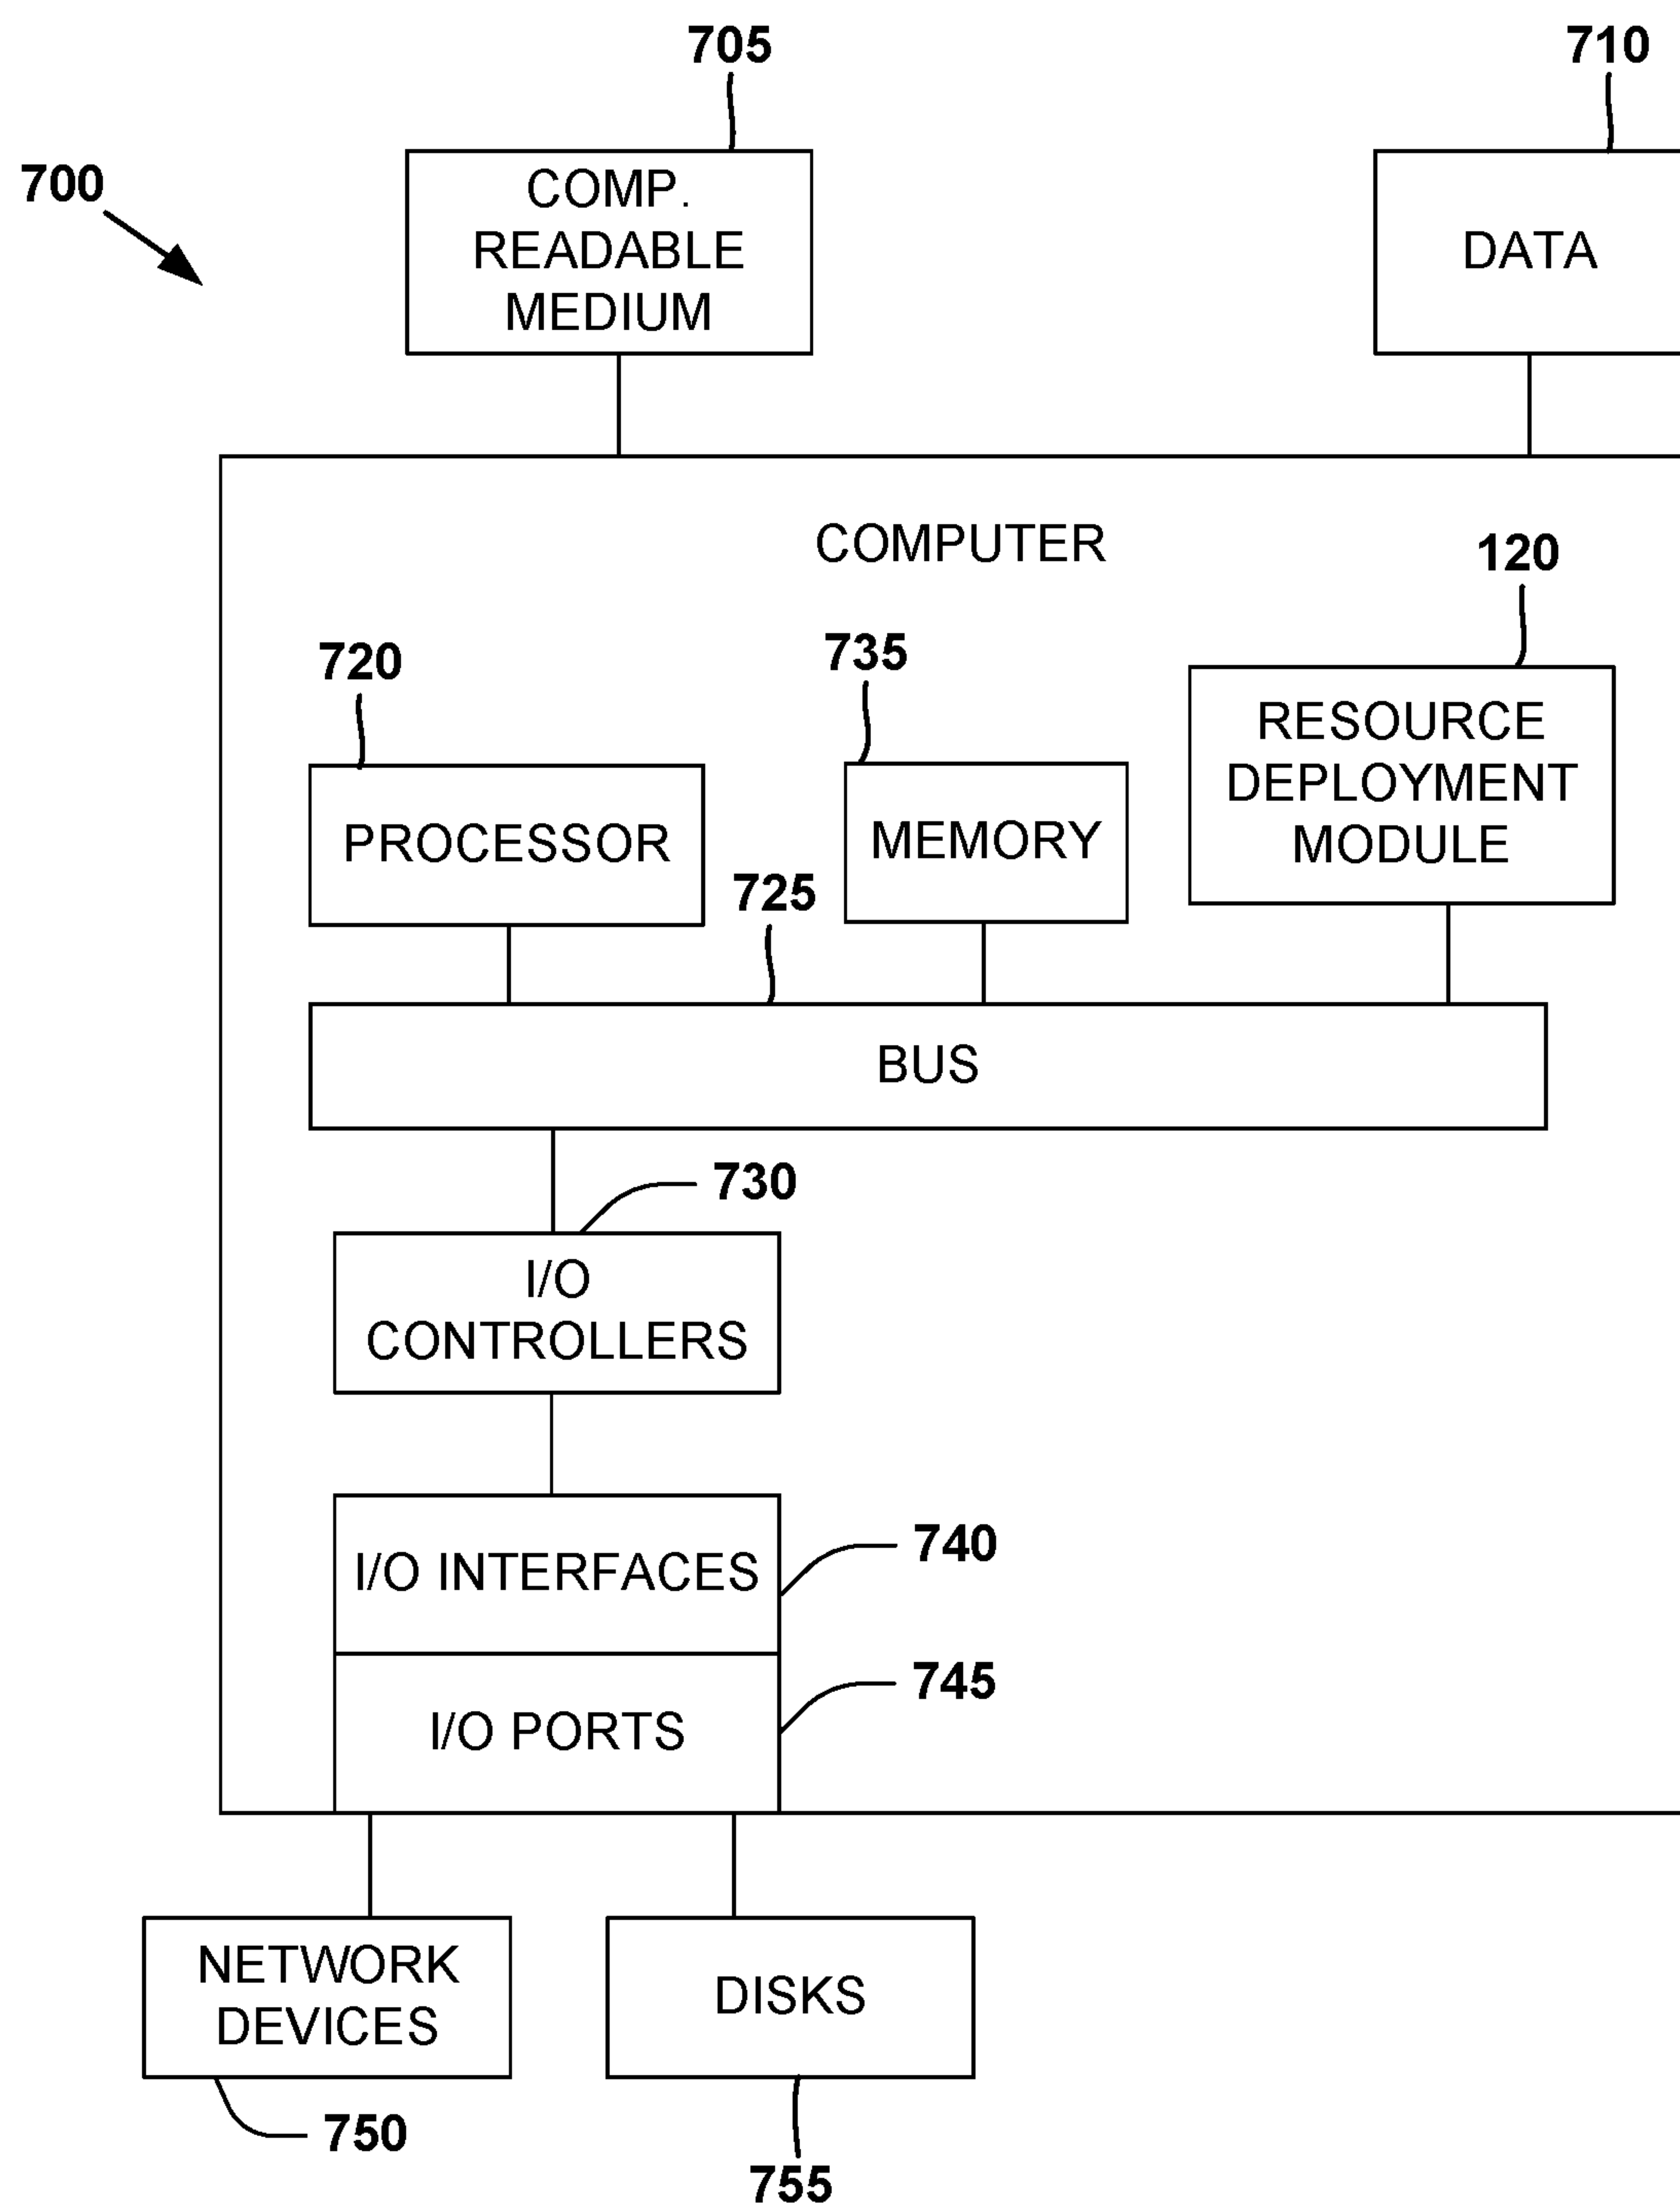 705
710
700
COMP.
READABLE
MEDIUM
DATA
COMPUTER
120
720
735
RESOURCE
DEPLOYMENT
MODULE
PROCESSOR
MEMORY
725
BUS
730
I/O
CONTROLLERS
740
I/O INTERFACES
745
I/O PORTS
NETWORK
DEVICES
DISKS
750
755